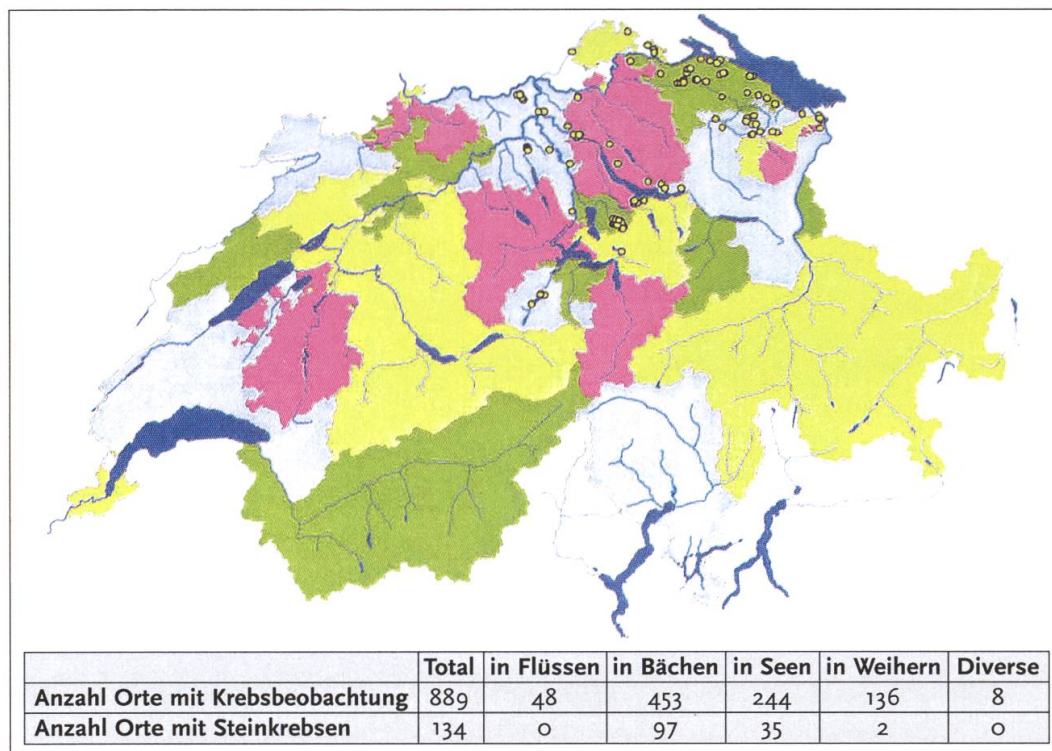 Total in Flüssen in Bächen in Seen in Weihern Diverse
Anzahl Orte mit Krebsbeobachtung 889 48 453 244 136 8
Anzahl Orte mit Steinkrebsen 134 0 97 35 2 0